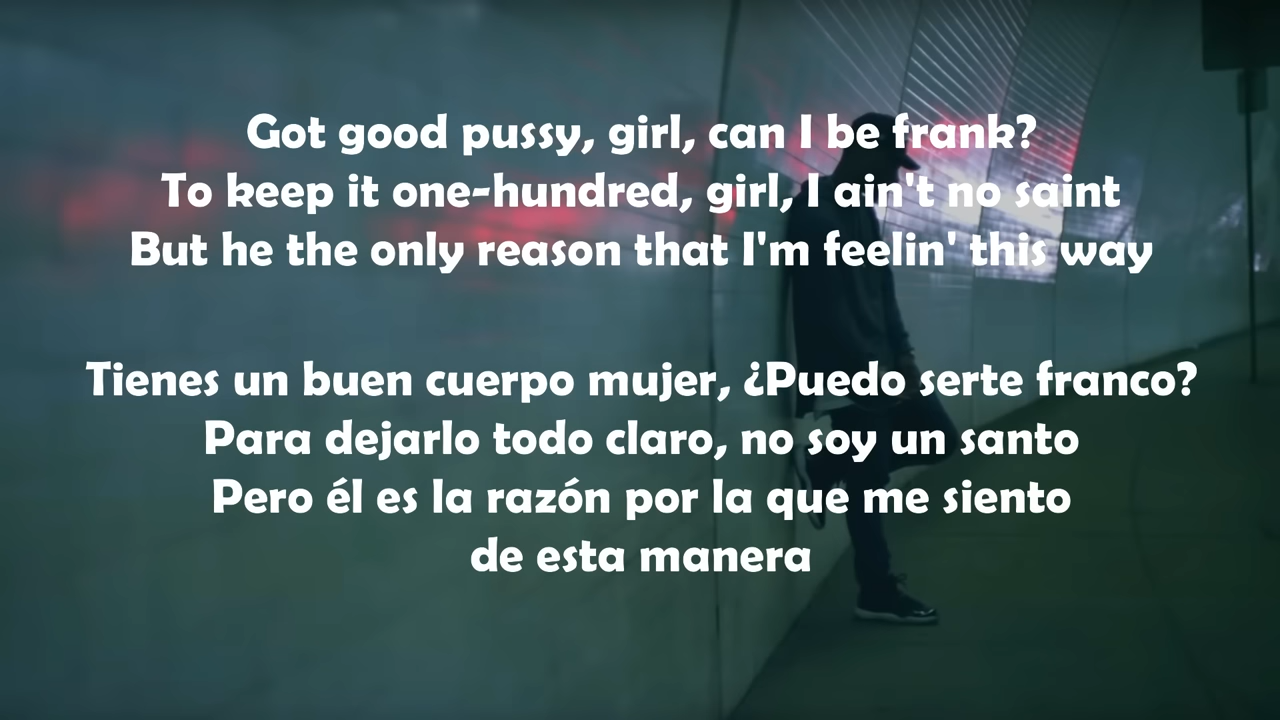 Got good pussy, girl, can I be frank?
To keep it one-hundred, girl, I ain't no saint
But he the only reason that I'm feelin' this way
Tienes un buen cuerpo mujer, ¿Puedo serte franco?
Para dejarlo todo claro, no soy un santo
Pero él es la razón por la que me siento
de esta manera